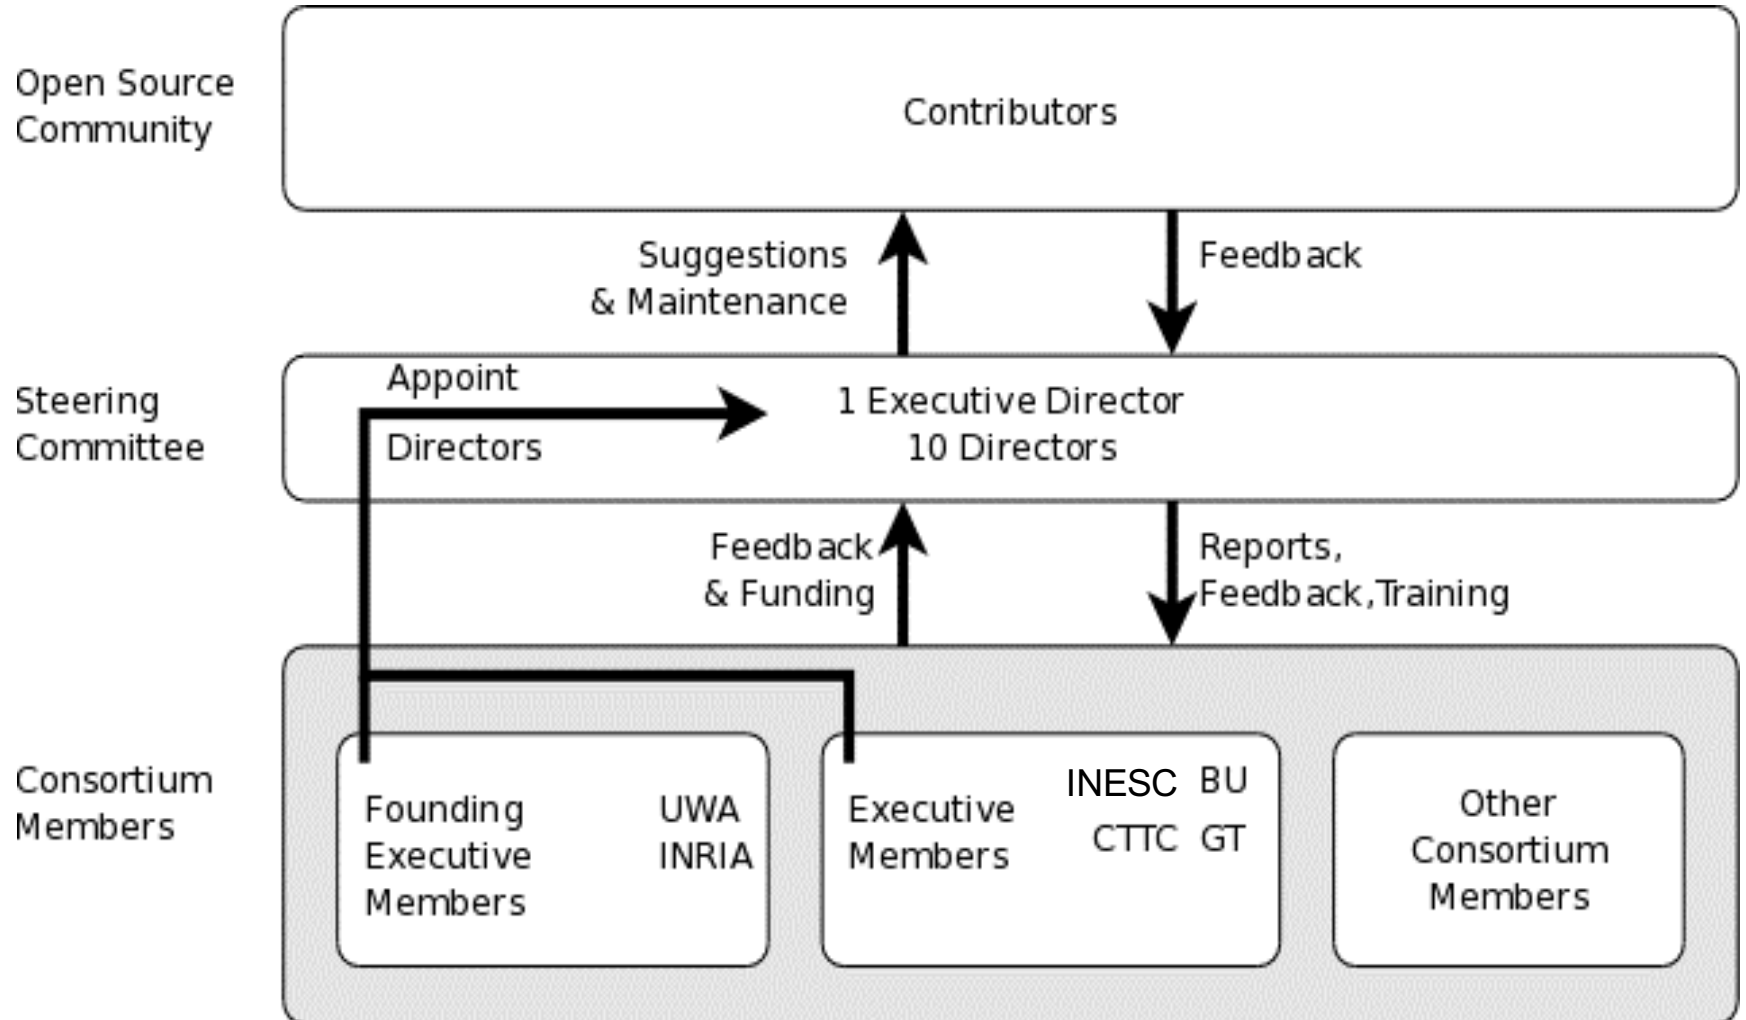 Open Source
Community
Contributors
Suggestions
& Maintenance
Feedback
Steering
Committee
Appoint
Directors
1 Executive Director
10 Directors
Feedback
& Funding
Reports,
Feedback,Training
Consortium
Members
Founding
Executive
Members
UWA
INRIA
Executive
Members
INESC BU
CTTC GT
Other
Consortium
Members